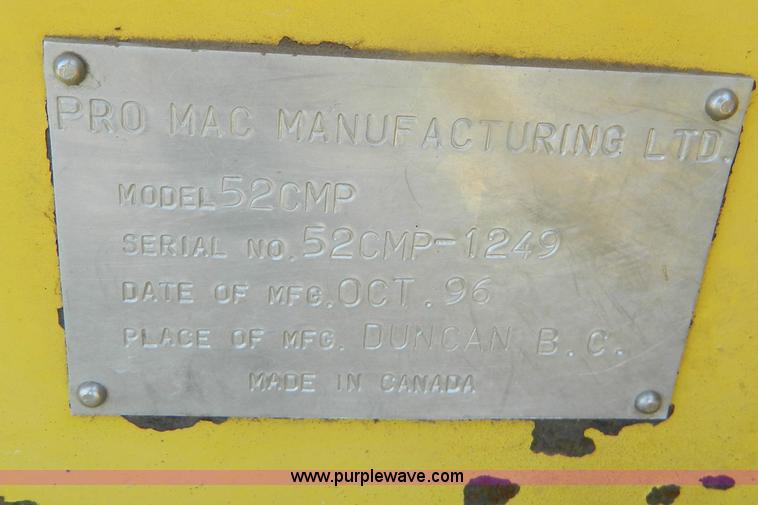 PRO MAC MANUFACTURING LTD.
MODEL 52CMP
SERIAL NO. 52CMP-1249
DATE OF MFG. OCT. 96
PLACE OF MFG. DUNCAN B.C.
MADE IN CANADA
www.purplewave.com